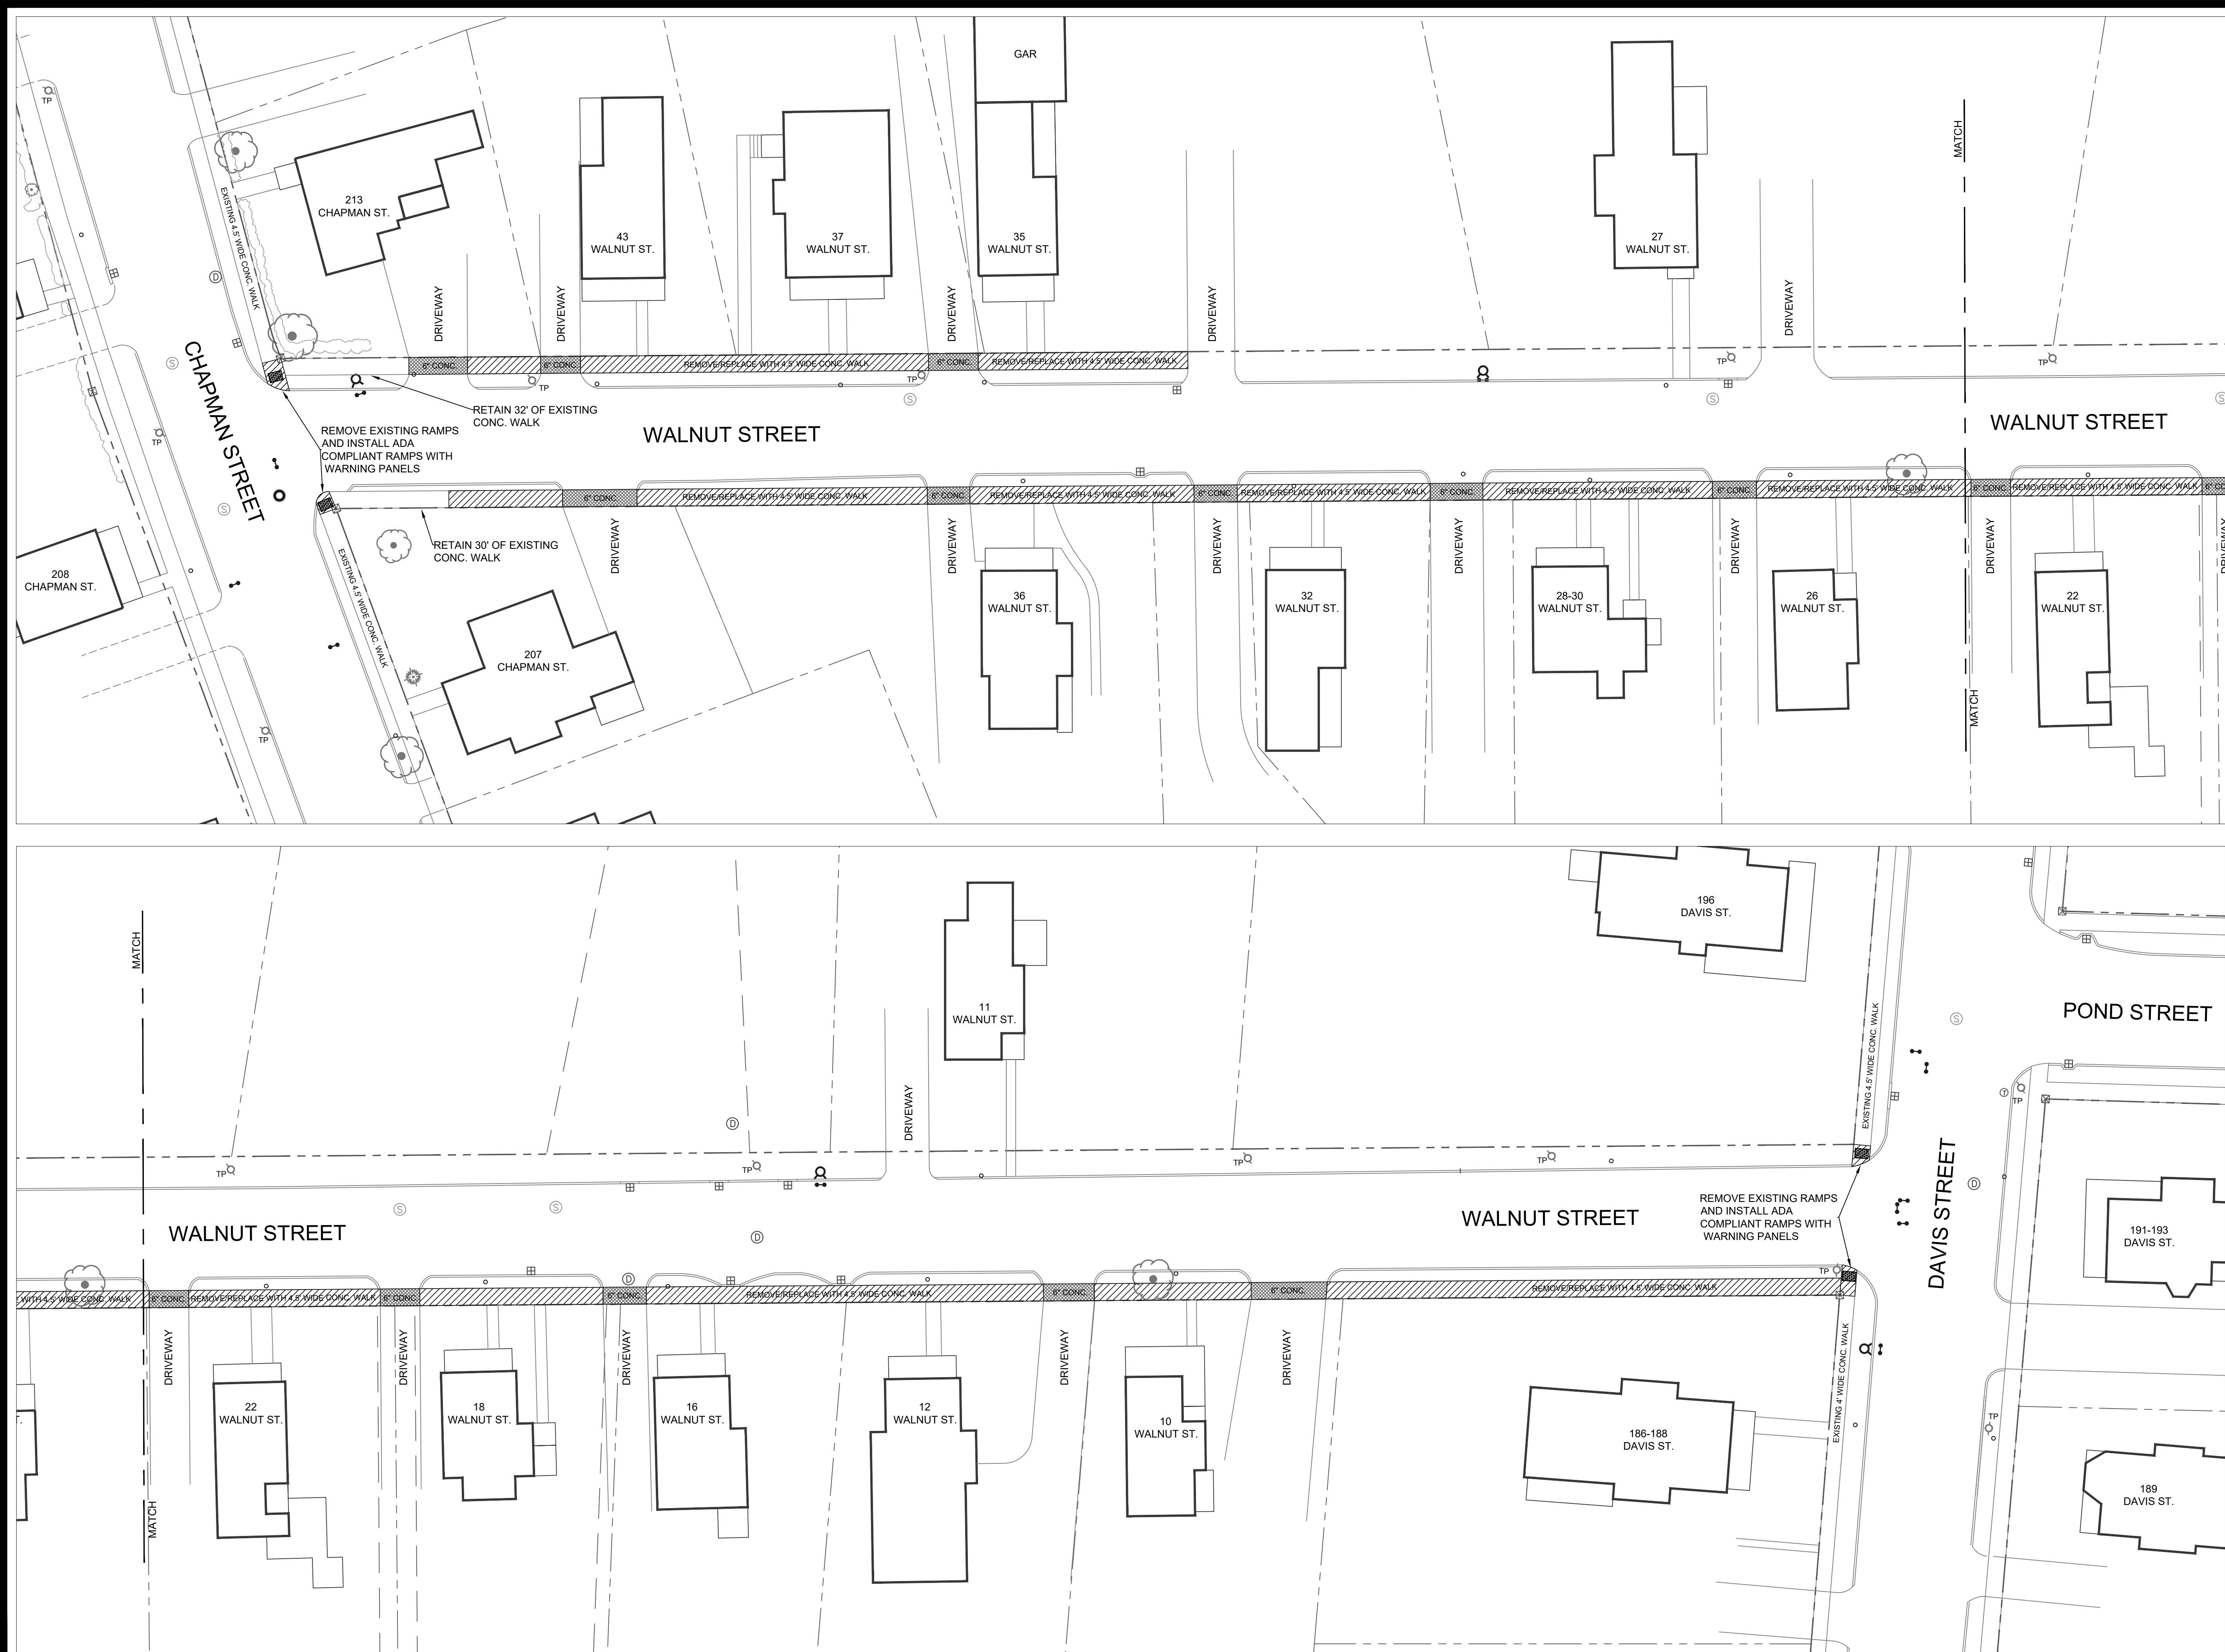 GAR
MATCH
TP
213
CHAPMAN ST.
EXISTING 4.5' WIDE CONC. WALK
43
WALNUT ST.
37
WALNUT ST.
35
WALNUT ST.
27
WALNUT ST.
D
DRIVEWAY
DRIVEWAY
DRIVEWAY
DRIVEWAY
DRIVEWAY
S
CHAPMAN STREET
6" CONC.
6" CONC.
REMOVE/REPLACE WITH 4.5' WIDE CONC. WALK
6" CONC.
REMOVE/REPLACE WITH 4.5' WIDE CONC. WALK
TP
TP
TP
TP
S
S
S
RETAIN 32' OF EXISTING
CONC. WALK
REMOVE EXISTING RAMPS
AND INSTALL ADA
COMPLIANT RAMPS WITH
WARNING PANELS
WALNUT STREET
WALNUT STREET
TP
S
6" CONC.
REMOVE/REPLACE WITH 4.5' WIDE CONC. WALK
6" CONC.
REMOVE/REPLACE WITH 4.5' WIDE CONC. WALK
6" CONC.
REMOVE/REPLACE WITH 4.5' WIDE CONC. WALK
6" CONC.
REMOVE/REPLACE WITH 4.5' WIDE CONC. WALK
6" CONC.
REMOVE/REPLACE WITH 4.5' WIDE CONC. WALK
6" CONC.
REMOVE/REPLACE WITH 4.5' WIDE CONC. WALK
6" CO
RETAIN 30' OF EXISTING
CONC. WALK
EXISTING 4.5' WIDE CONC. WALK
DRIVEWAY
DRIVEWAY
DRIVEWAY
DRIVEWAY
DRIVEWAY
DRIVEWAY
DRIVEWAY
208
CHAPMAN ST.
207
CHAPMAN ST.
36
WALNUT ST.
32
WALNUT ST.
28-30
WALNUT ST.
26
WALNUT ST.
22
WALNUT ST.
MATCH
TP
MATCH
196
DAVIS ST.
11
WALNUT ST.
POND STREET
S
EXISTING 4.5' WIDE CONC. WALK
DRIVEWAY
D
T
TP
TP
TP
TP
TP
D
DAVIS STREET
REMOVE EXISTING RAMPS
AND INSTALL ADA
COMPLIANT RAMPS WITH
WARNING PANELS
WALNUT STREET
S
S
D
WALNUT STREET
191-193
DAVIS ST.
D
TP
WITH 4.5' WIDE CONC. WALK
6" CONC.
REMOVE/REPLACE WITH 4.5' WIDE CONC. WALK
6" CONC.
6" CONC.
REMOVE/REPLACE WITH 4.5' WIDE CONC. WALK
6" CONC.
6" CONC.
REMOVE/REPLACE WITH 4.5' WIDE CONC. WALK
DRIVEWAY
DRIVEWAY
DRIVEWAY
DRIVEWAY
DRIVEWAY
EXISTING 4' WIDE CONC. WALK
T.
22
WALNUT ST.
18
WALNUT ST.
16
WALNUT ST.
12
WALNUT ST.
10
WALNUT ST.
186-188
DAVIS ST.
TP
189
DAVIS ST.
MATCH